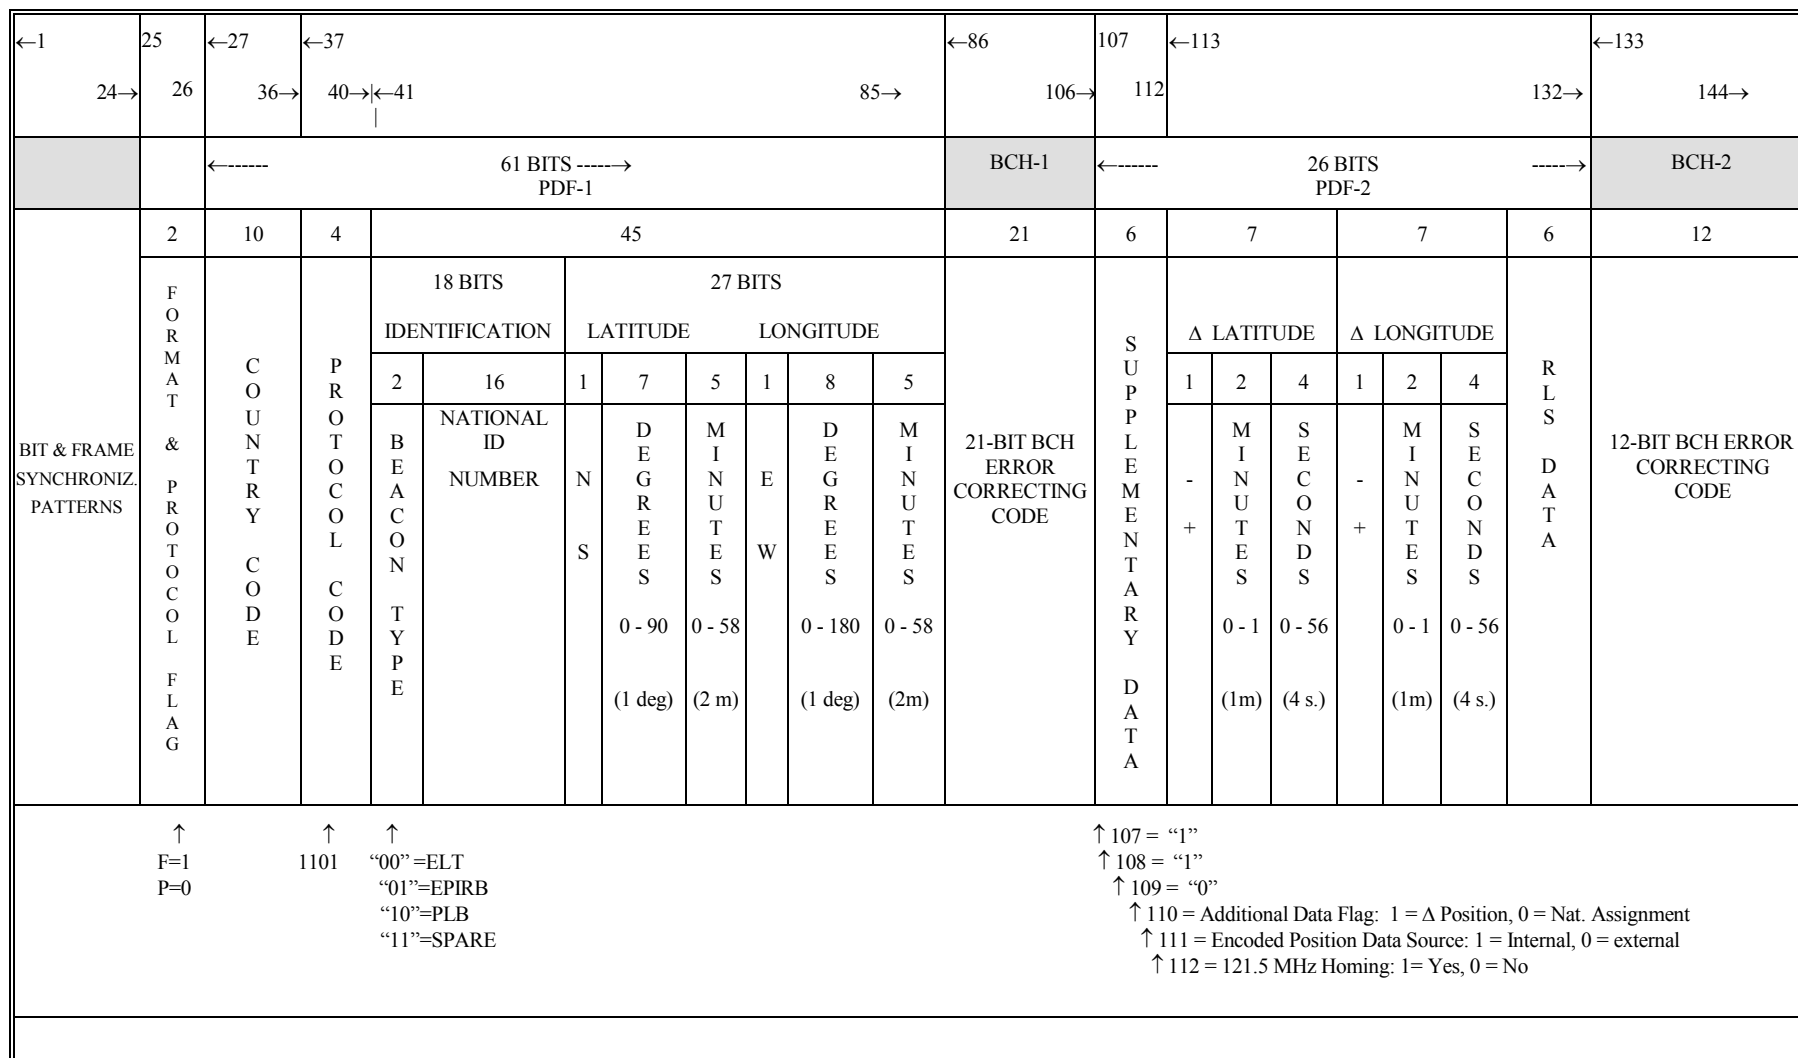 ←1 25 ←27 ←37 ←86 107 ←113 ←133
24→ 26 36→ 40→|←41 85→ 106→ 112 132→ 144→
|
←------ 61 BITS -----→ BCH-1 ←------ 26 BITS -----→ BCH-2
PDF-1 PDF-2
2 10 4 45 21 6 7 7 6 12
18 BITS 27 BITS
IDENTIFICATION LATITUDE LONGITUDE
Δ LATITUDE Δ LONGITUDE
2 16 1 7 5 1 8 5
1 2 4 1 2 4
BIT & FRAME
SYNCHRONIZ.
PATTERNS
FORMAT & PROTOCOL FLAG
COUNTRY CODE
PROTOCOL CODE
BEACON TYPE
NATIONAL
ID
NUMBER
N
S
DEGREES
0 - 90
(1 deg)
MINUTES
0 - 58
(2 m)
E
W
DEGREES
0 - 180
(1 deg)
MINUTES
0 - 58
(2m)
21-BIT BCH
ERROR
CORRECTING
CODE
SUPPLEMENTARY DATA
-
+
MINUTES
0 - 1
(1m)
SECONDS
0 - 56
(4 s.)
-
+
MINUTES
0 - 1
(1m)
SECONDS
0 - 56
(4 s.)
RLS DATA
12-BIT BCH ERROR
CORRECTING
CODE
↑ ↑ ↑ ↑ 107 = “1”
F=1 1101 “00” =ELT ↑ 108 = “1”
P=0 “01”=EPIRB ↑ 109 = “0”
“10”=PLB ↑ 110 = Additional Data Flag: 1 = Δ Position, 0 = Nat. Assignment
“11”=SPARE ↑ 111 = Encoded Position Data Source: 1 = Internal, 0 = external
↑ 112 = 121.5 MHz Homing: 1= Yes, 0 = No